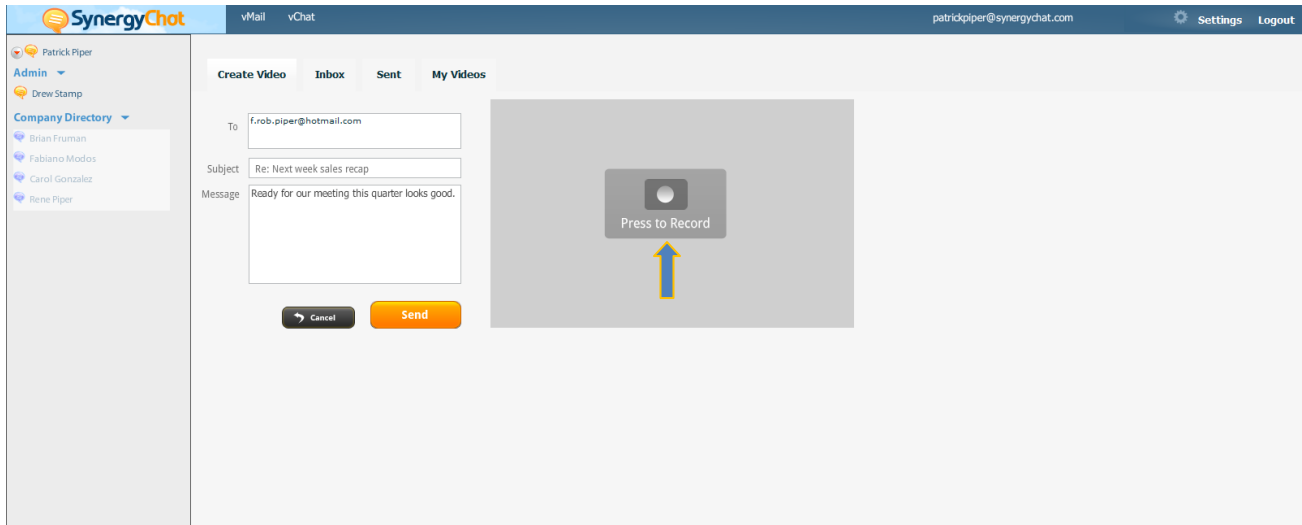 SynergyChot vMail vChat patrickpiper@synergychat.com Settings Logout
Patrick Piper
Admin
Drew Stamp
Company Directory
Brian Fruman
Fabiano Modos
Carol Gonzalez
Rene Piper
Create Video Inbox Sent My Videos
To f.rob.piper@hotmail.com
Subject Re: Next week sales recap
Message Ready for our meeting this quarter looks good.
Cancel Send
Press to Record